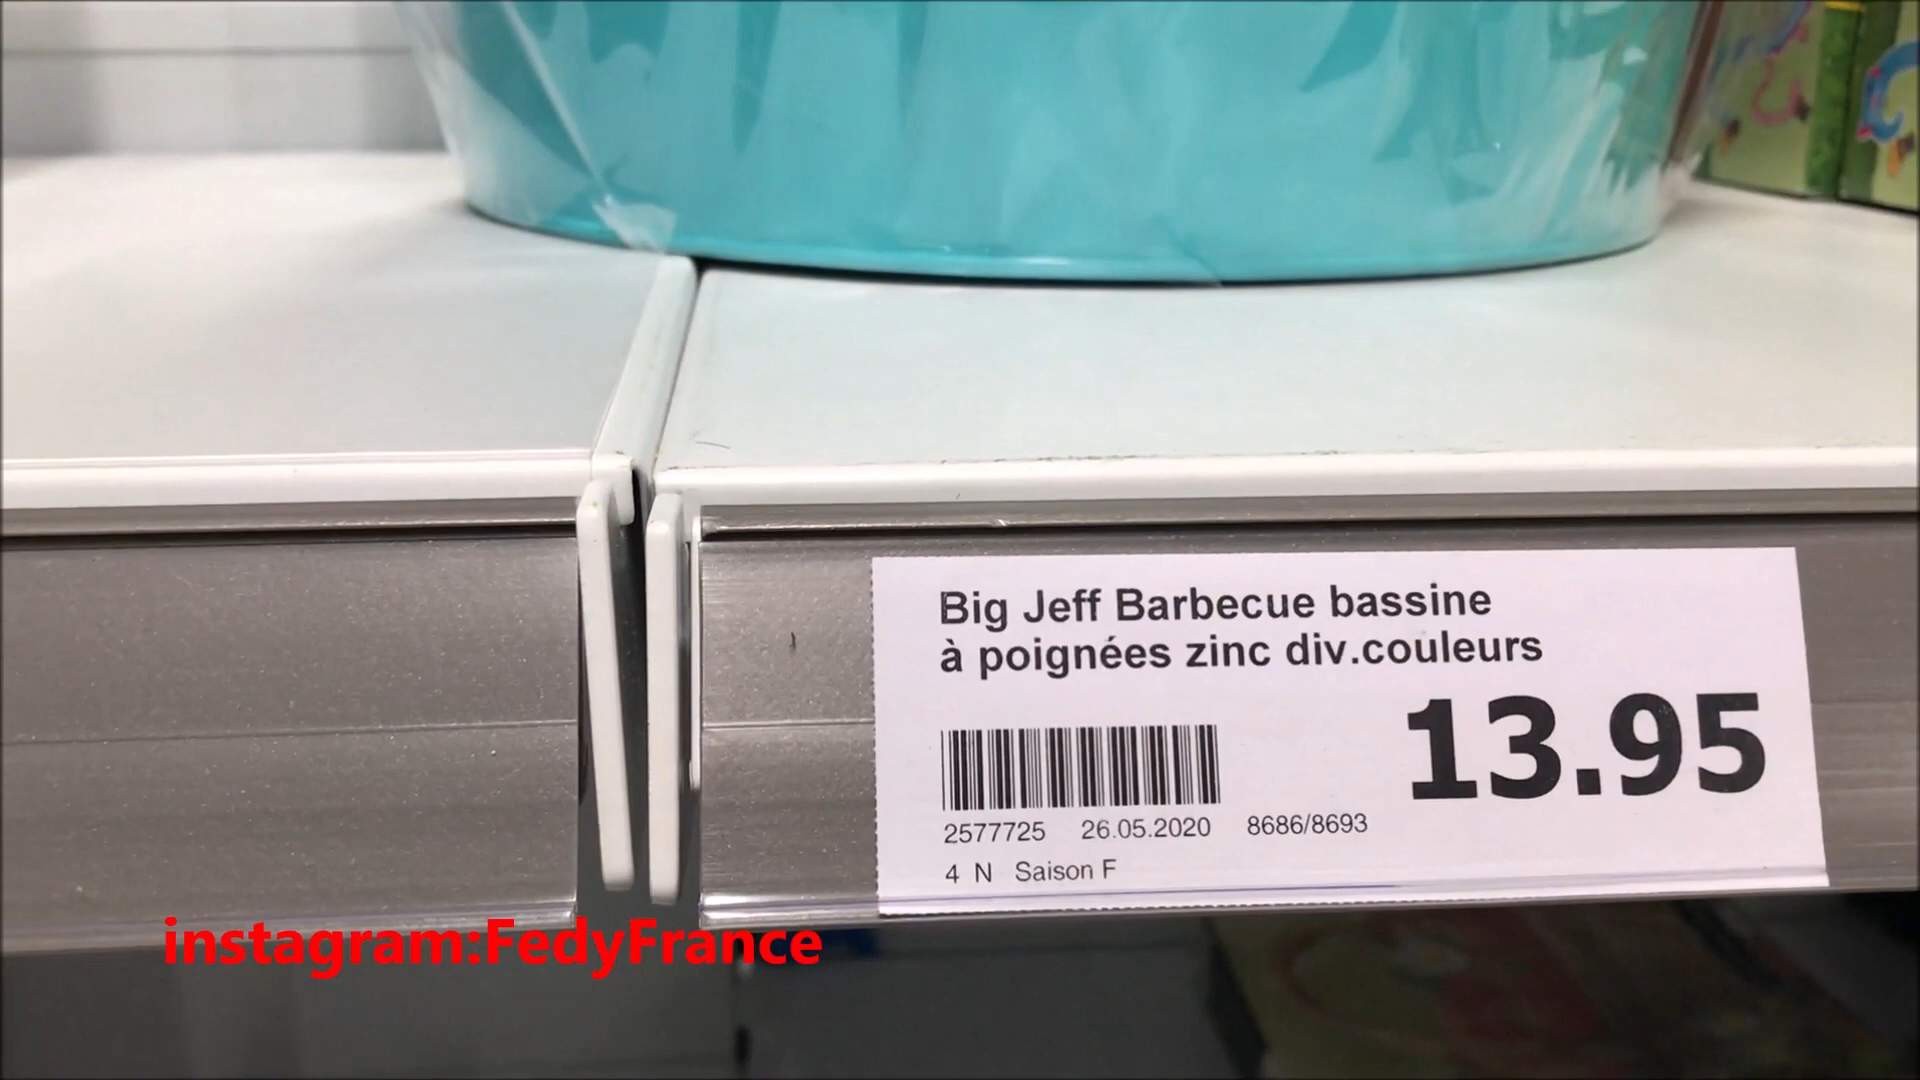 Big Jeff Barbecue bassine
à poignées zinc div.couleurs
13.95
2577725 26.05.2020 8686/8693
4 N Saison F
instagram:FedyFrance